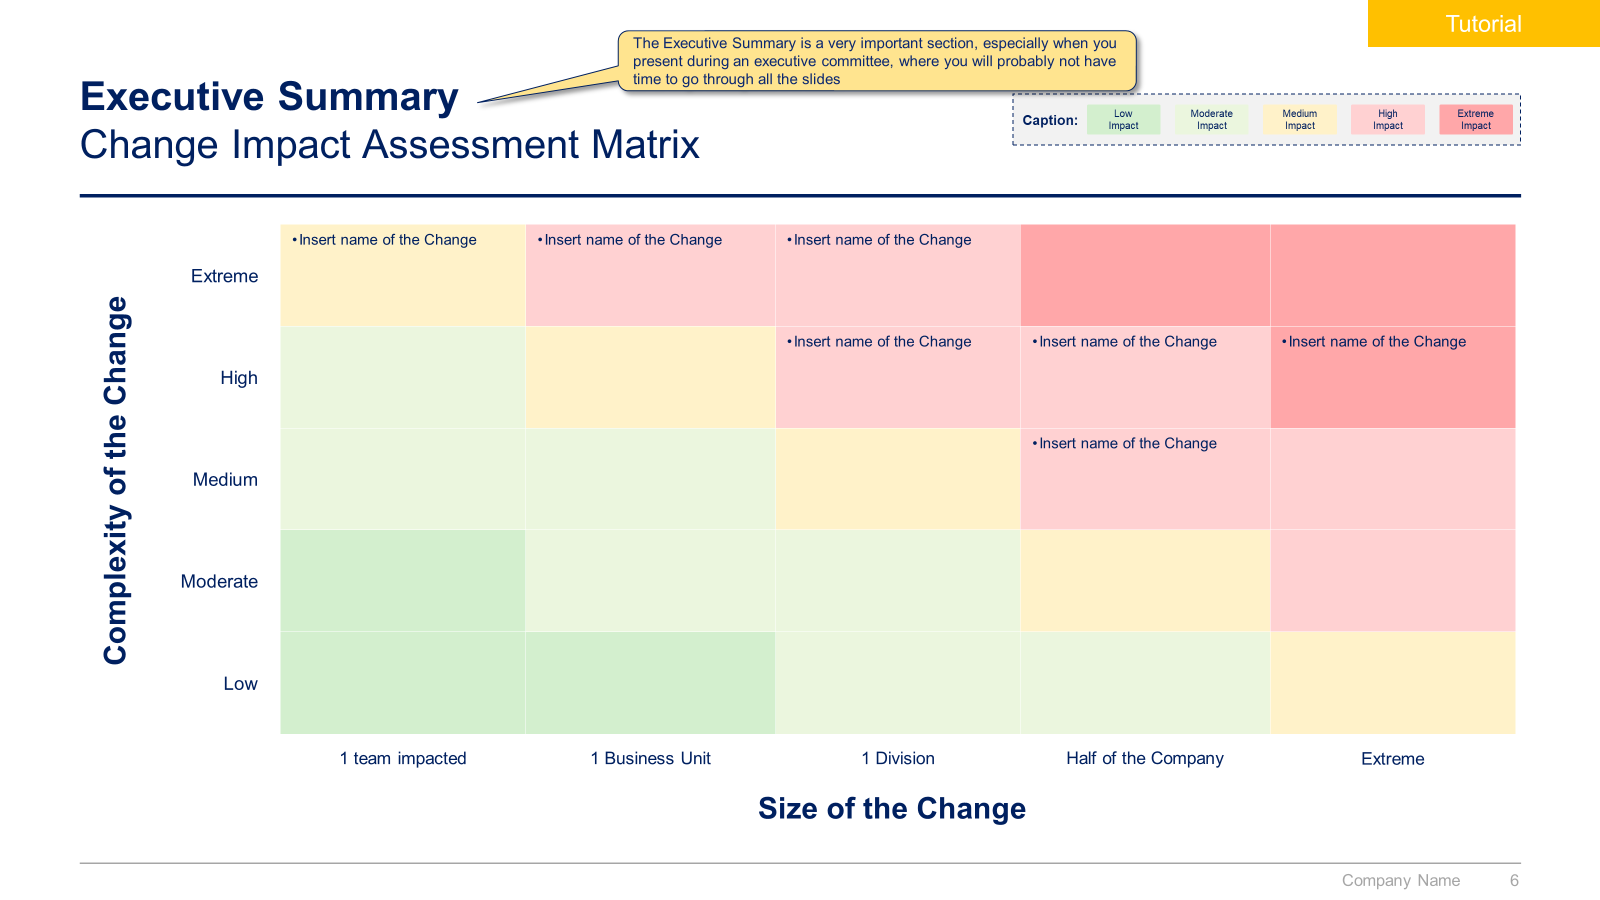 Tutorial
The Executive Summary is a very important section, especially when you
present during an executive committee, where you will probably not have
time to go through all the slides
Executive Summary
Change Impact Assessment Matrix
Caption:
Low
Impact
Moderate
Impact
Medium
Impact
High
Impact
Extreme
Impact
Complexity of the Change
Extreme
•Insert name of the Change
•Insert name of the Change
•Insert name of the Change
High
•Insert name of the Change
•Insert name of the Change
•Insert name of the Change
Medium
•Insert name of the Change
Moderate
Low
1 team impacted
1 Business Unit
1 Division
Half of the Company
Extreme
Size of the Change
Company Name
6